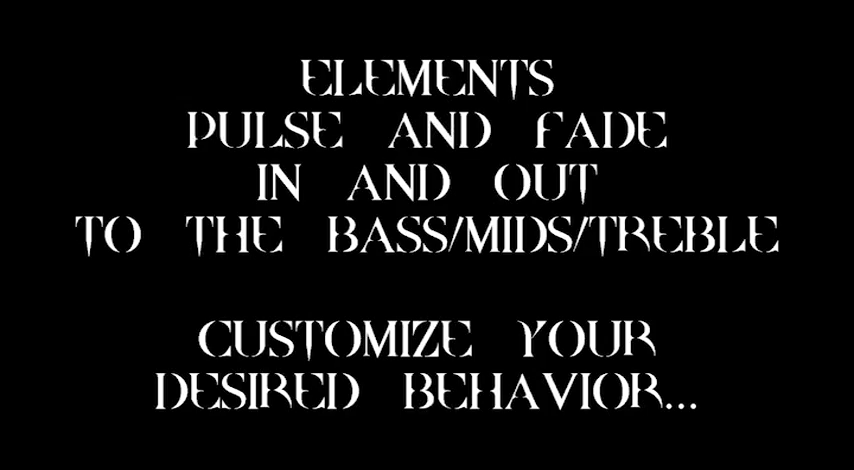 ELEMENTS
PULSE AND FADE
IN AND OUT
TO THE BASS/MIDS/TREBLE
CUSTOMIZE YOUR
DESIRED BEHAVIOR...